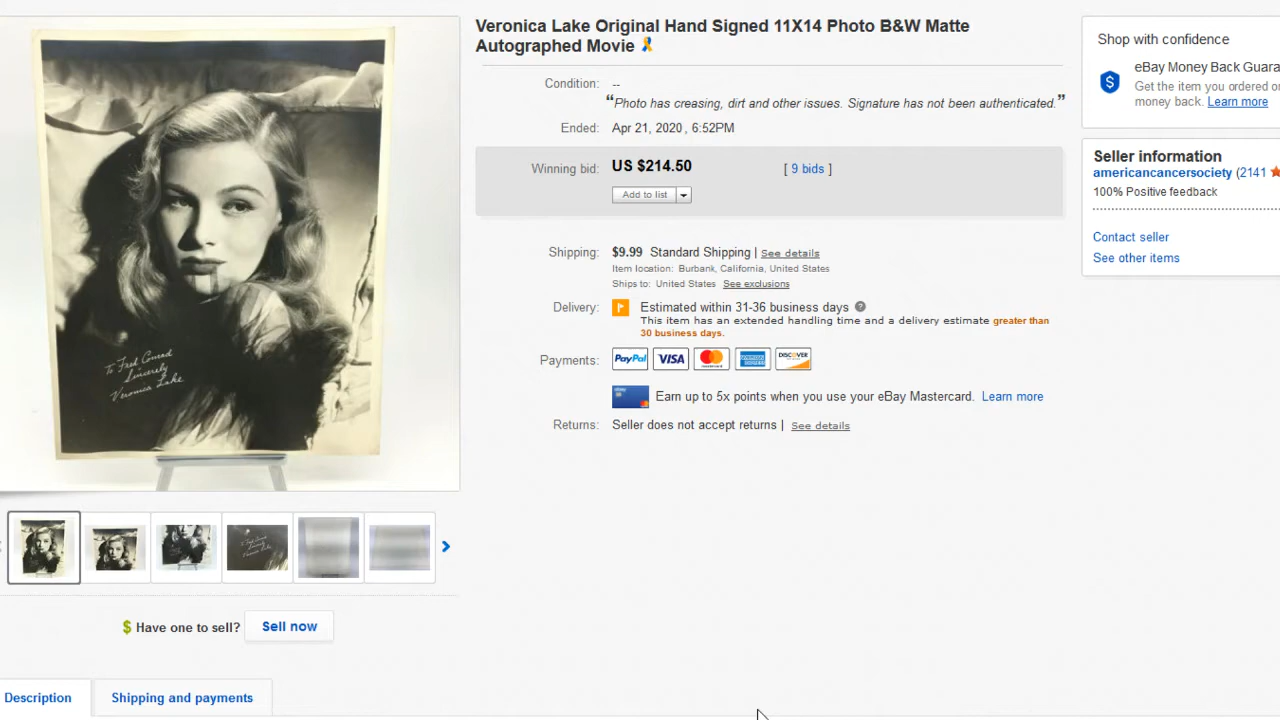 Veronica Lake Original Hand Signed 11X14 Photo B&W Matte
Autographed Movie
Condition: --
“Photo has creasing, dirt and other issues. Signature has not been authenticated.”
Ended: Apr 21, 2020 , 6:52PM
Winning bid: US $214.50 [ 9 bids ]
Add to list
Shipping: $9.99 Standard Shipping | See details
Item location: Burbank, California, United States
Ships to: United States See exclusions
Delivery: Estimated within 31-36 business days
This item has an extended handling time and a delivery estimate greater than
30 business days.
Payments: PayPal VISA mastercard AMERICAN EXPRESS DISCOVER
Earn up to 5x points when you use your eBay Mastercard. Learn more
Returns: Seller does not accept returns | See details
Shop with confidence
eBay Money Back Guara
Get the item you ordered o
money back. Learn more
Seller information
americancancersociety (2141
100% Positive feedback
Contact seller
See other items
To Fred Conrad
Sincerely
Veronica Lake
$ Have one to sell? Sell now
Description Shipping and payments